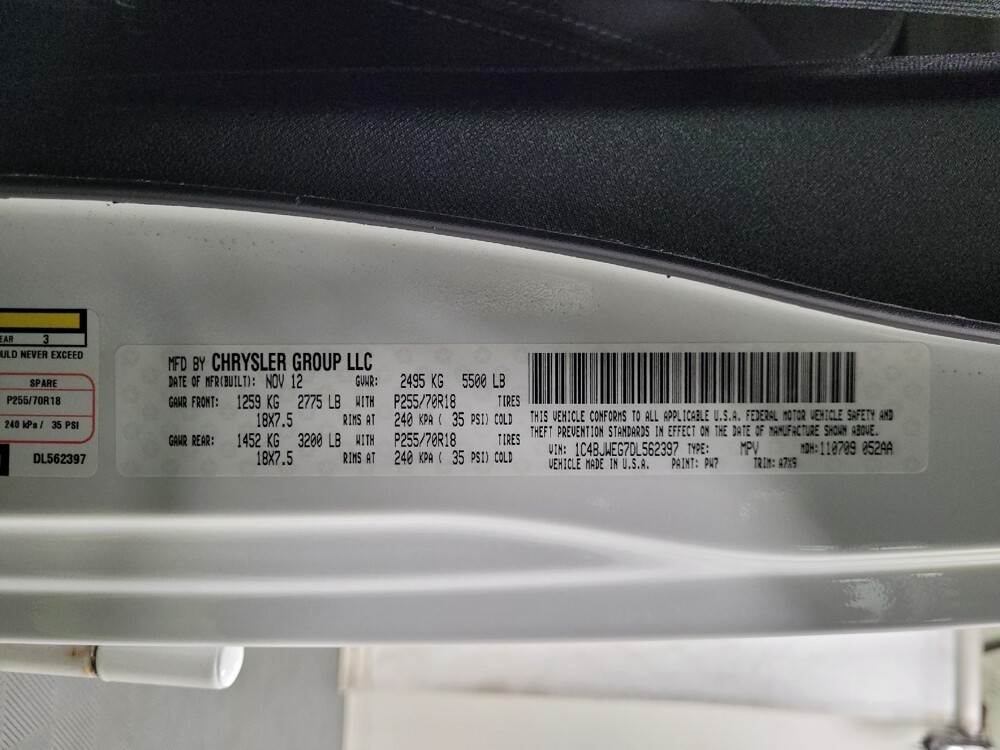 EAR 3
ULD NEVER EXCEED
SPARE
P255/70R18
240 kPa / 35 PSI
DL562397
MFD BY CHRYSLER GROUP LLC
DATE OF MFR(BUILT): NOV 12 GVWR: 2495 KG 5500 LB
GAWR FRONT: 1259 KG 2775 LB WITH P255/70R18 TIRES
18X7.5 RIMS AT 240 KPA ( 35 PSI) COLD
GAWR REAR: 1452 KG 3200 LB WITH P255/70R18 TIRES
18X7.5 RIMS AT 240 KPA ( 35 PSI) COLD
THIS VEHICLE CONFORMS TO ALL APPLICABLE U.S.A. FEDERAL MOTOR VEHICLE SAFETY AND
THEFT PREVENTION STANDARDS IN EFFECT ON THE DATE OF MANUFACTURE SHOWN ABOVE.
VIN: 1C4BJWEG7DL562397 TYPE: MPV MDH:110709 052AA
VEHICLE MADE IN U.S.A. PAINT: PW7 TRIM: A7X9